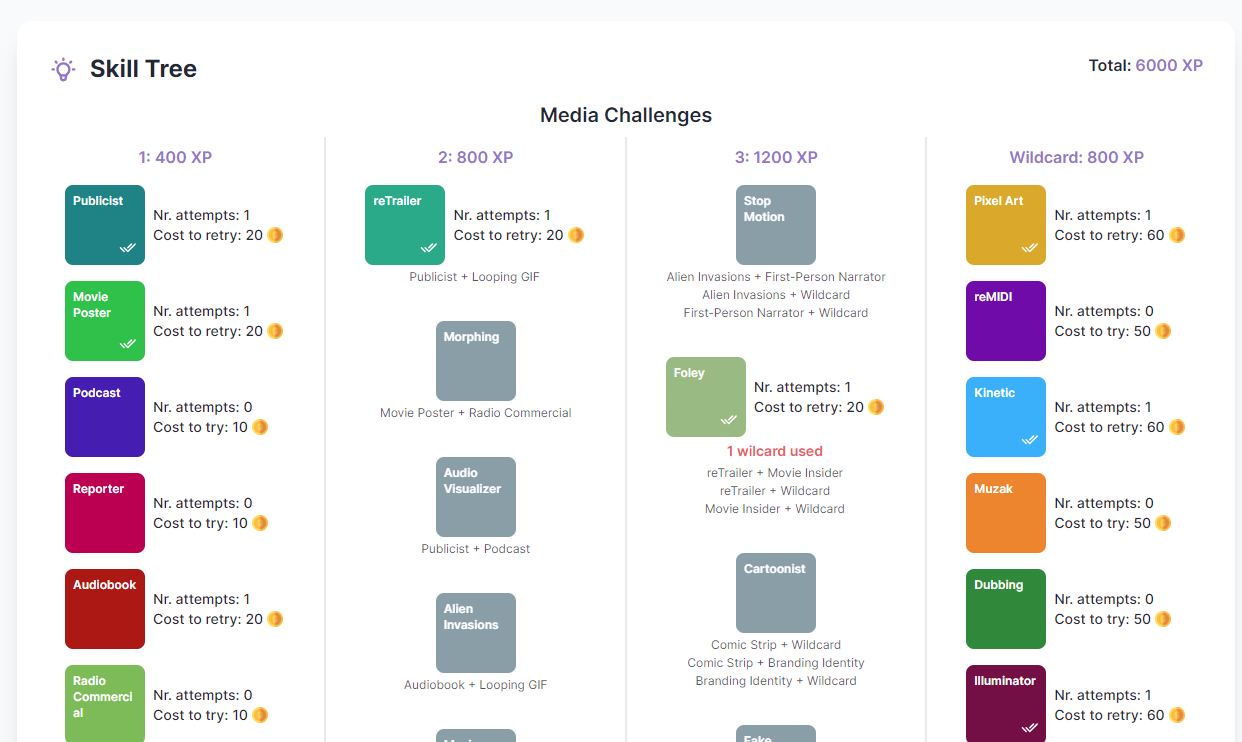 Skill Tree
Total: 6000 XP
Media Challenges
1: 400 XP
Publicist
Nr. attempts: 1
Cost to retry: 20
Movie
Poster
Nr. attempts: 1
Cost to retry: 20
Podcast
Nr. attempts: 0
Cost to try: 10
Reporter
Nr. attempts: 0
Cost to try: 10
Audiobook
Nr. attempts: 1
Cost to retry: 20
Radio
Commerci
al
Nr. attempts: 0
Cost to try: 10
2: 800 XP
reTrailer
Nr. attempts: 1
Cost to retry: 20
Publicist + Looping GIF
Morphing
Movie Poster + Radio Commercial
Audio
Visualizer
Publicist + Podcast
Alien
Invasions
Audiobook + Looping GIF
3: 1200 XP
Stop
Motion
Alien Invasions + First-Person Narrator
Alien Invasions + Wildcard
First-Person Narrator + Wildcard
Foley
Nr. attempts: 1
Cost to retry: 20
1 wilcard used
reTrailer + Movie Insider
reTrailer + Wildcard
Movie Insider + Wildcard
Cartoonist
Comic Strip + Wildcard
Comic Strip + Branding Identity
Branding Identity + Wildcard
Fake
Wildcard: 800 XP
Pixel Art
Nr. attempts: 1
Cost to retry: 60
reMIDI
Nr. attempts: 0
Cost to try: 50
Kinetic
Nr. attempts: 1
Cost to retry: 60
Muzak
Nr. attempts: 0
Cost to try: 50
Dubbing
Nr. attempts: 0
Cost to try: 50
Illuminator
Nr. attempts: 1
Cost to retry: 60